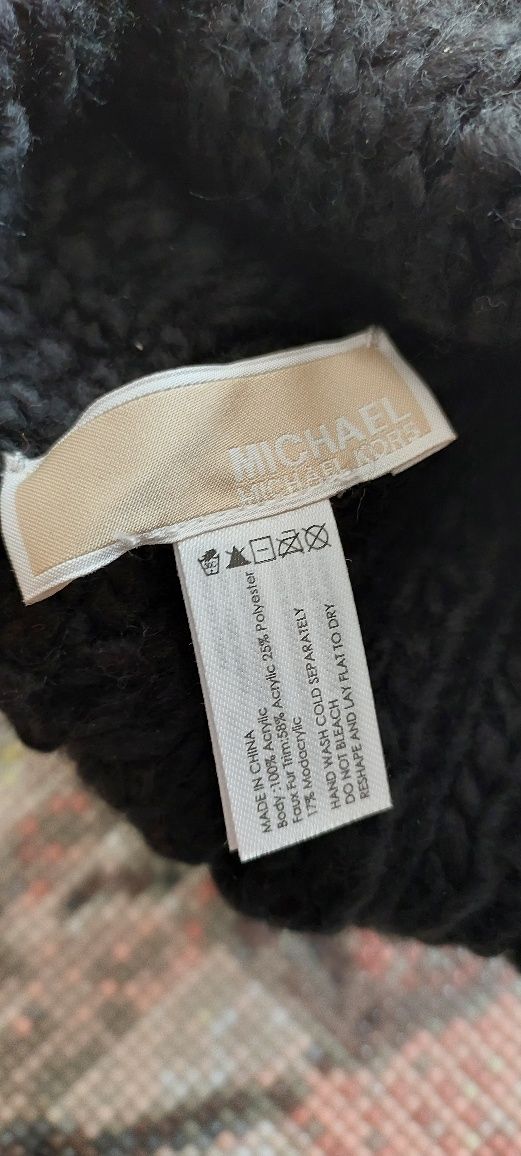 MICHAEL
MICHAEL KORS
MADE IN CHINA
Body :100% Acrylic
Faux Fur Trim:58% Acrylic 25% Polyester
17% Modacrylic
HAND WASH COLD SEPARATELY
DO NOT BLEACH
RESHAPE AND LAY FLAT TO DRY